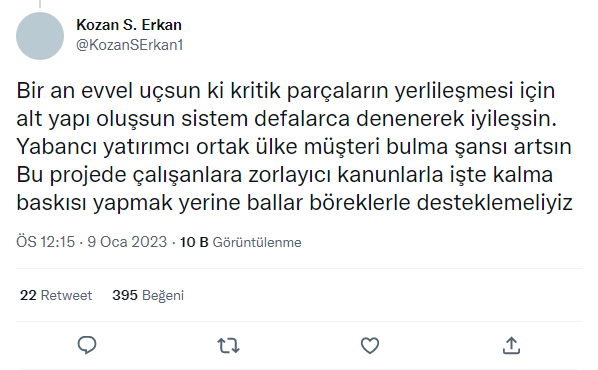 Kozan S. Erkan
@KozanSErkan1
Bir an evvel uçsun ki kritik parçaların yerlileşmesi için
alt yapı oluşsun sistem defalarca denenerek iyileşsin.
Yabancı yatırımcı ortak ülke müşteri bulma şansı artsın
Bu projede çalışanlara zorlayıcı kanunlarla işte kalma
baskısı yapmak yerine ballar böreklerle desteklemeliyiz
ÖS 12:15 · 9 Oca 2023 · 10 B Görüntülenme
22 Retweet 395 Beğeni